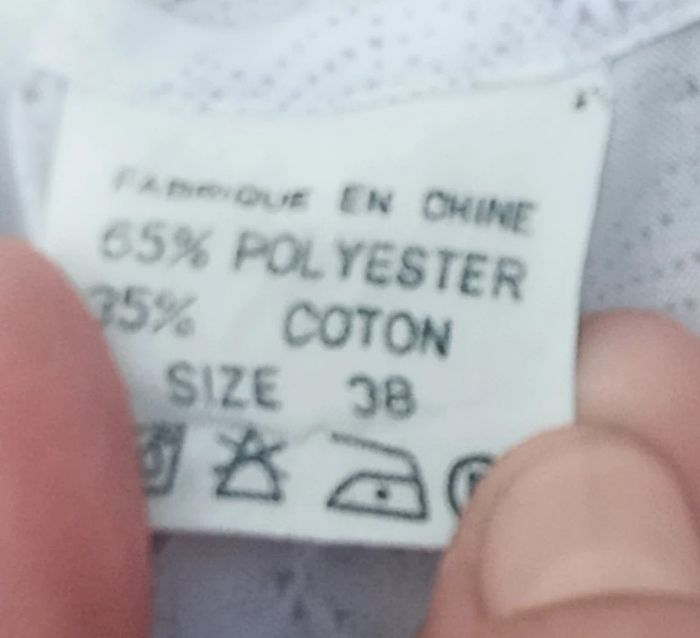 FABRIQUE EN CHINE
65% POLYESTER
35% COTON
SIZE 38